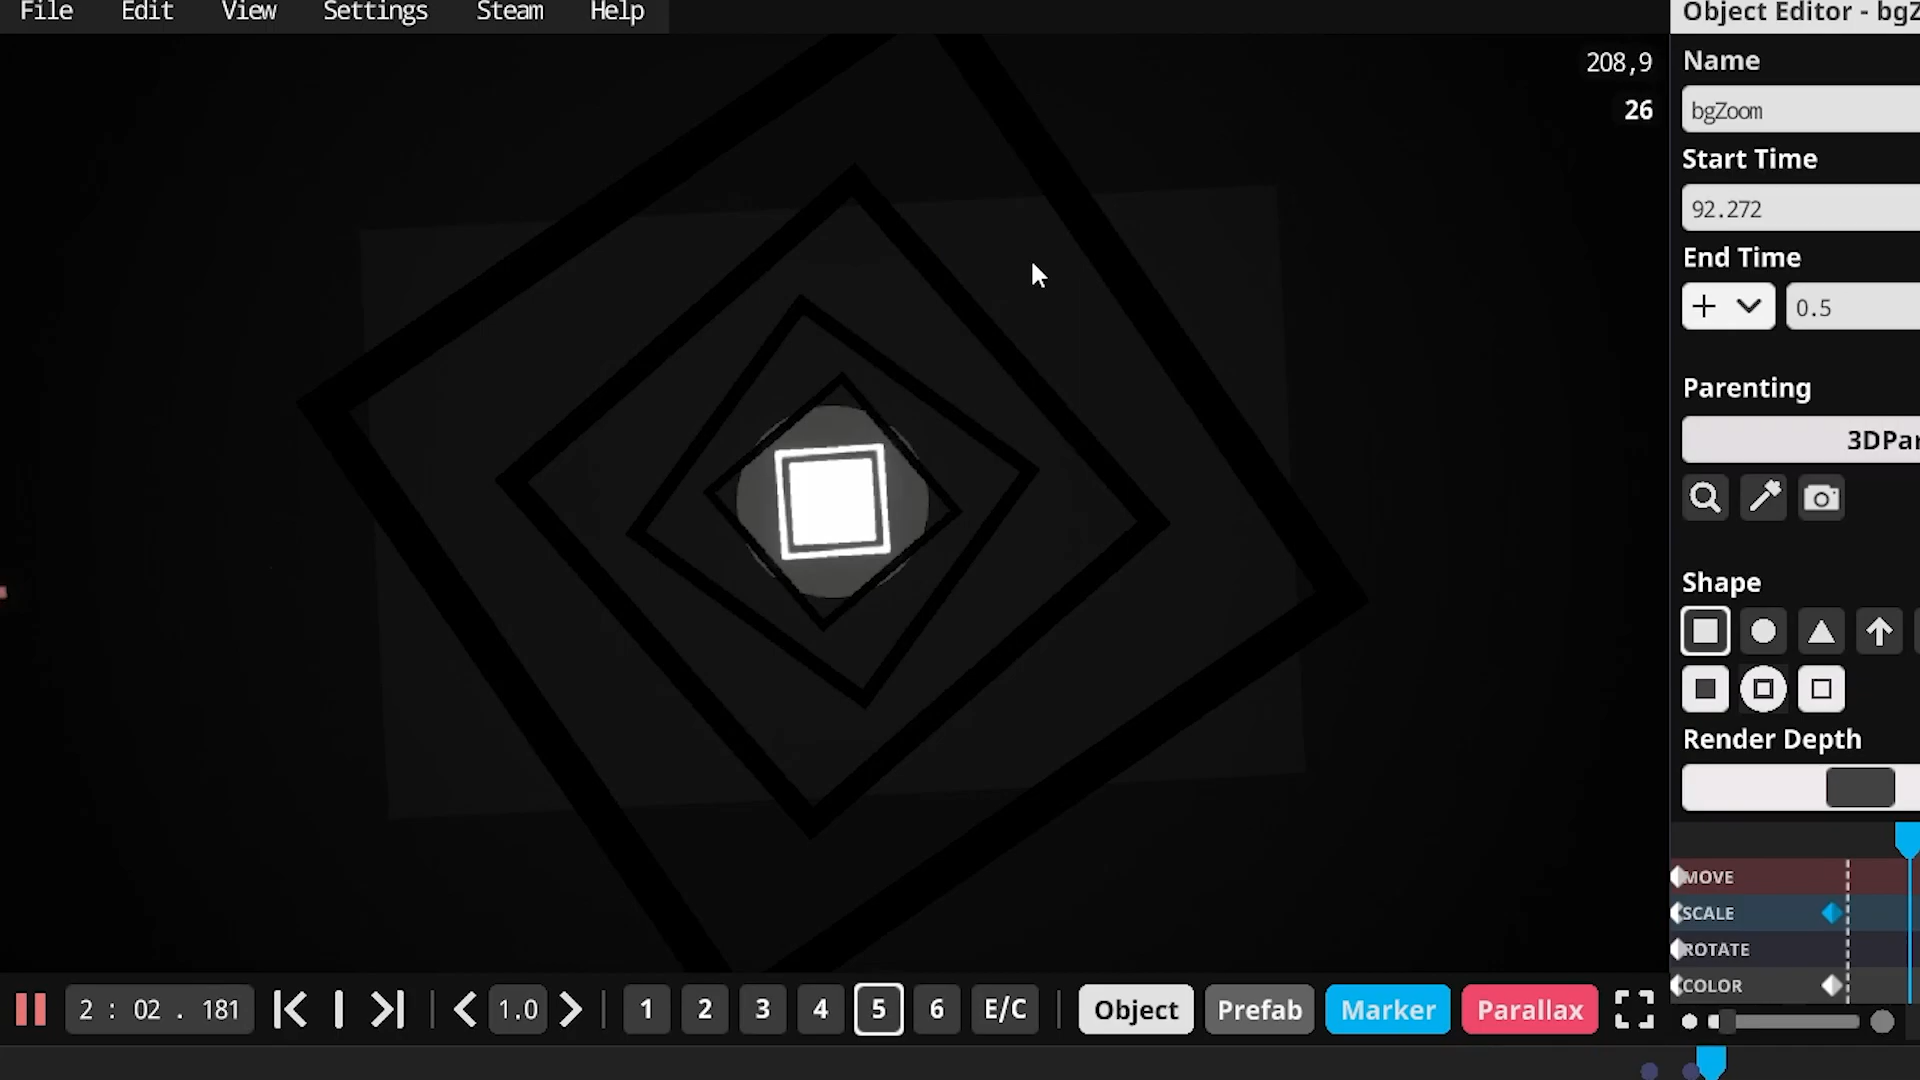 File Edit View Settings Steam Help
208,9
26
Object Editor - bgZ
Name
bgZoom
Start Time
92.272
End Time
0.5
Parenting
3DPar
Shape
Render Depth
MOVE
SCALE
ROTATE
COLOR
2 : 02 . 181 1.0 1 2 3 4 5 6 E/C Object Prefab Marker Parallax